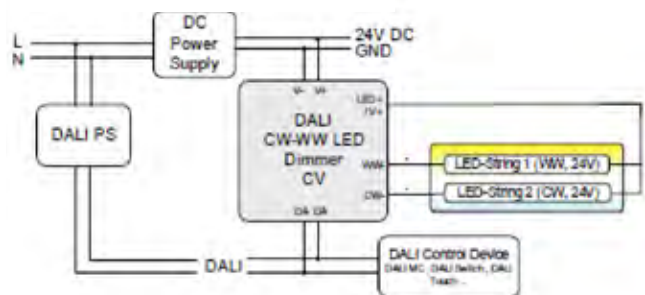 DC
Power
Supply
L
N
24V DC
GND
V- V+
DALI PS
DALI
CW-WW LED
Dimmer
CV
LED+
/V+
WW-
CW-
DA DA
LED-String 1 (WW, 24V)
LED-String 2 (CW, 24V)
DALI
DALI Control Device
DALI MC, DALI Switch, DALI
Touch...